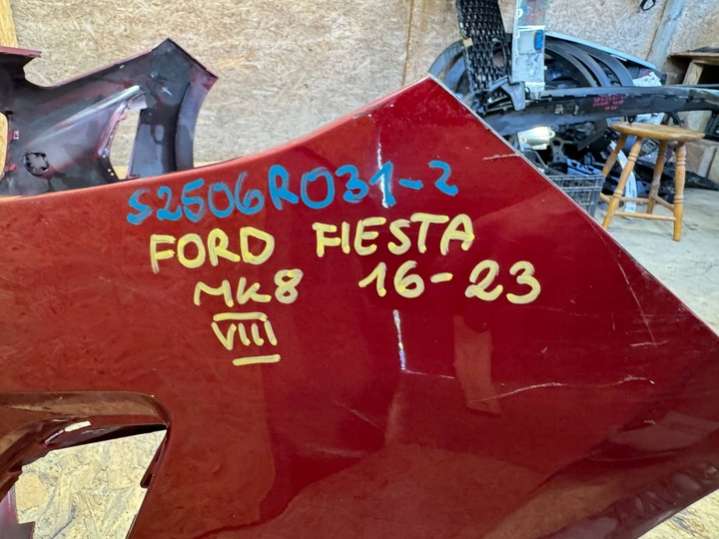 S2506R031-2
FORD FIESTA
MK8 16-23
VIII